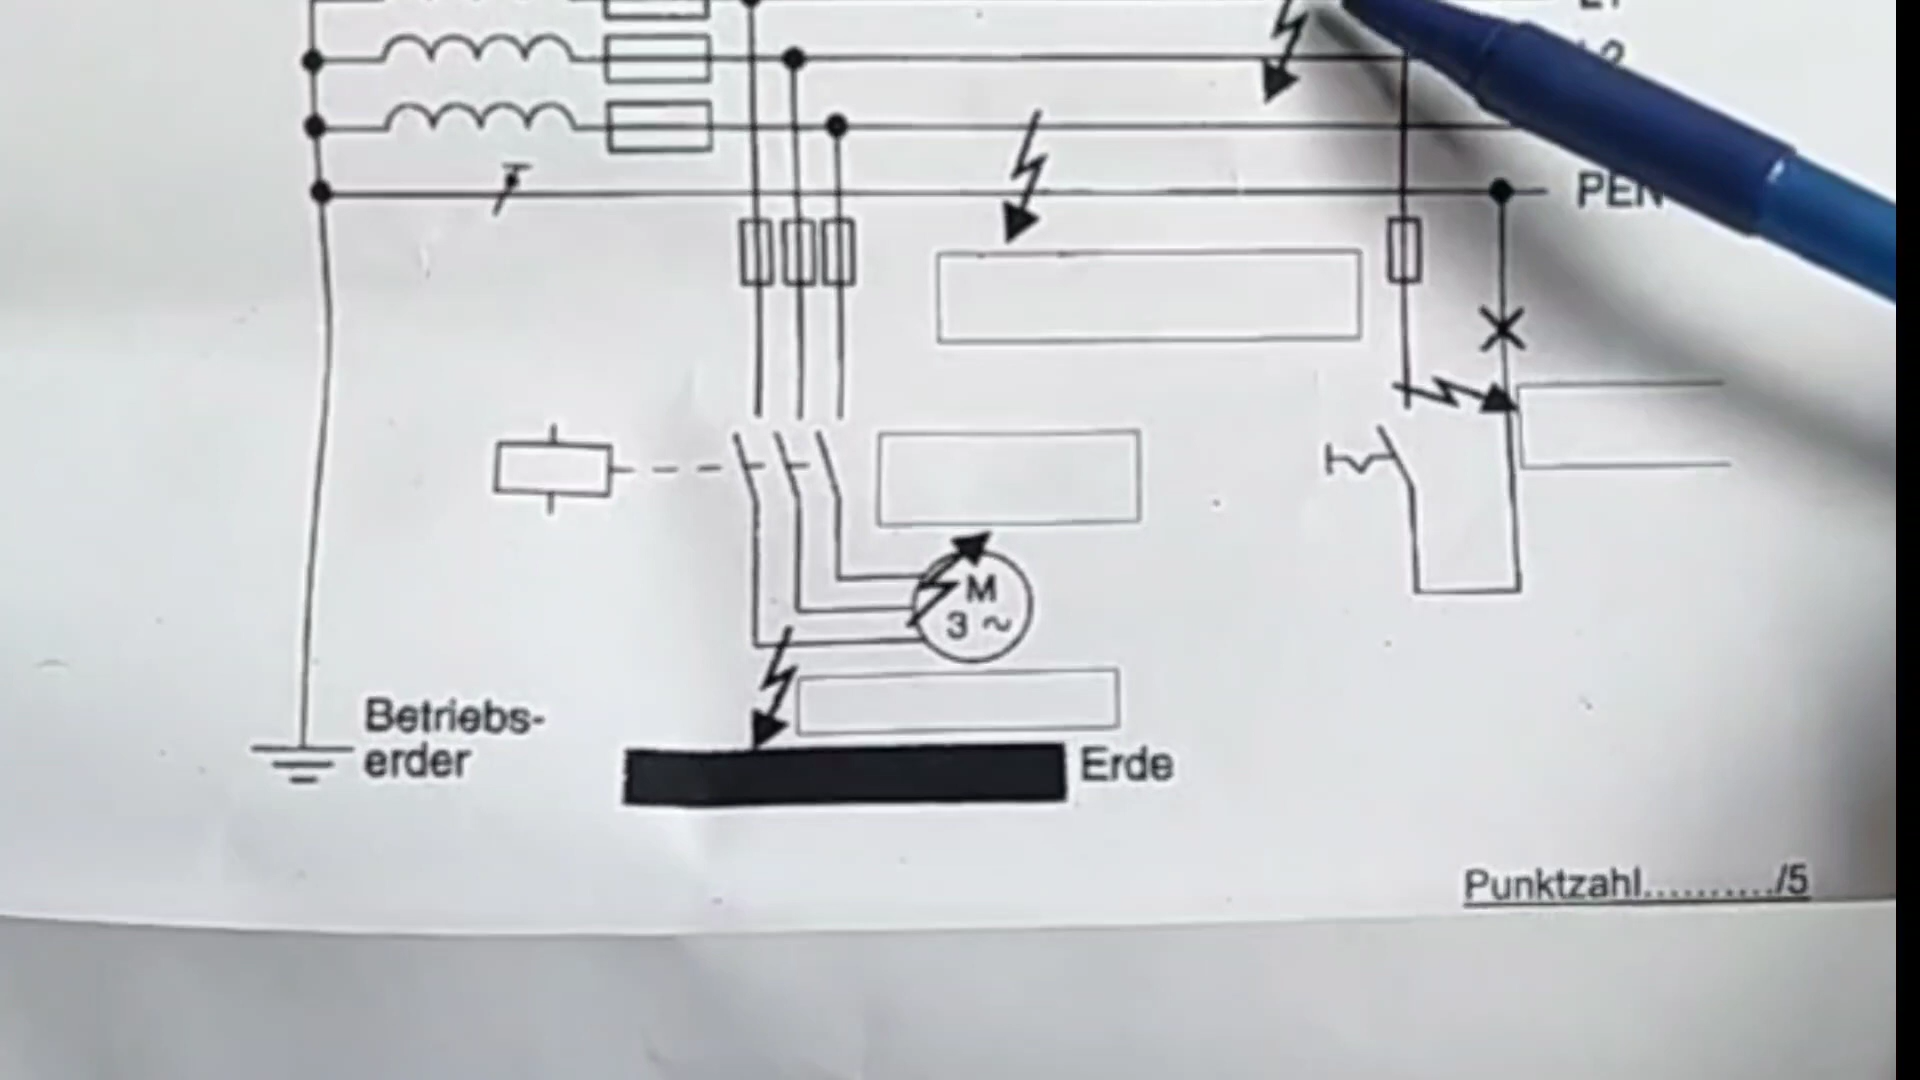 PEN
M
3 ~
Betriebs-
erder
Erde
Punktzahl........../5